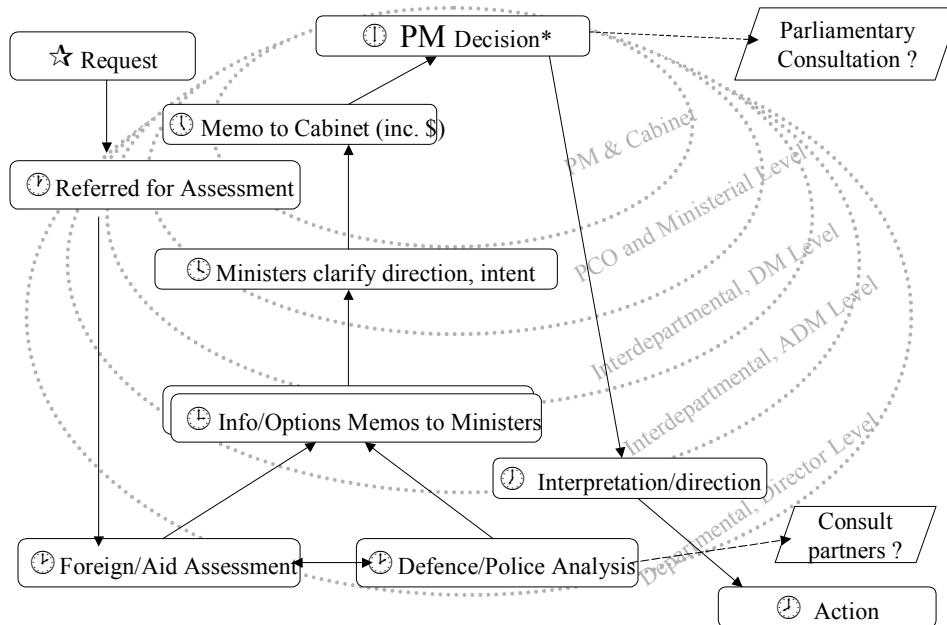 PM Decision*
Parliamentary
Consultation ?
☆ Request
Memo to Cabinet (inc. $)
PM & Cabinet
Referred for Assessment
PCO and Ministerial Level
Ministers clarify direction, intent
Interdepartmental, DM Level
Interdepartmental, ADM Level
Info/Options Memos to Ministers
Departmental, Director Level
Interpretation/direction
Consult
partners ?
Foreign/Aid Assessment
Defence/Police Analysis
Action